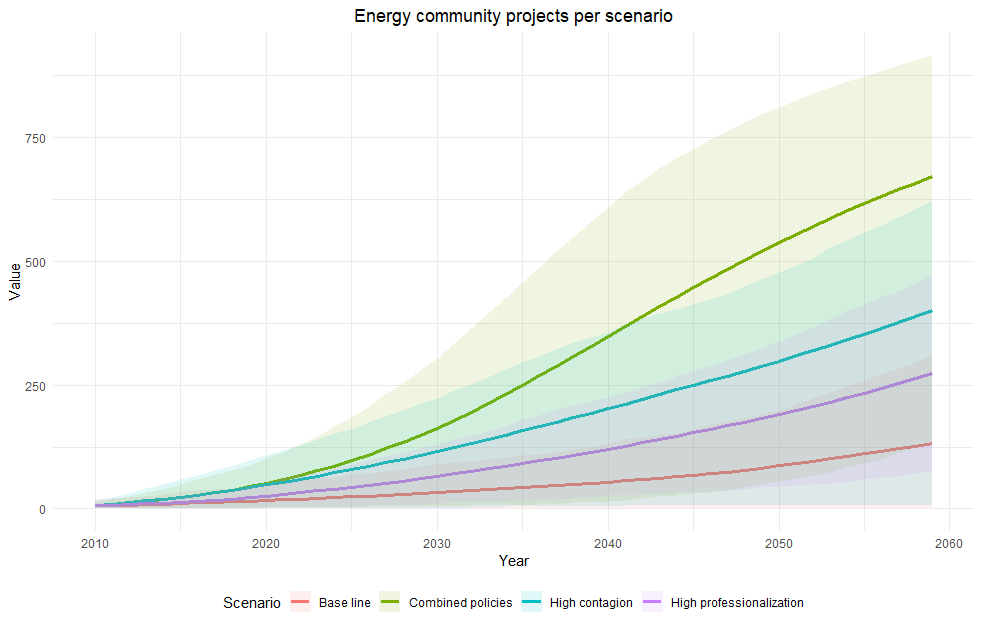 Energy community projects per scenario
Value
750
500
250
0
2010 2020 2030 2040 2050 2060
Year
Scenario Base line Combined policies High contagion High professionalization